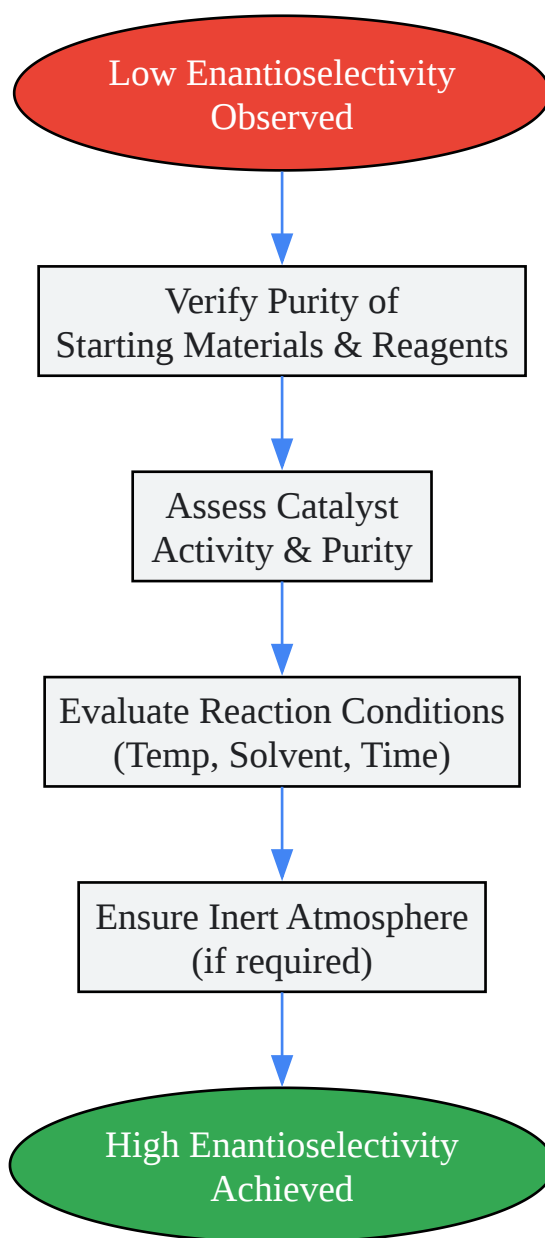 Low Enantioselectivity
Observed
Verify Purity of
Starting Materials & Reagents
Assess Catalyst
Activity & Purity
Evaluate Reaction Conditions
(Temp, Solvent, Time)
Ensure Inert Atmosphere
(if required)
High Enantioselectivity
Achieved